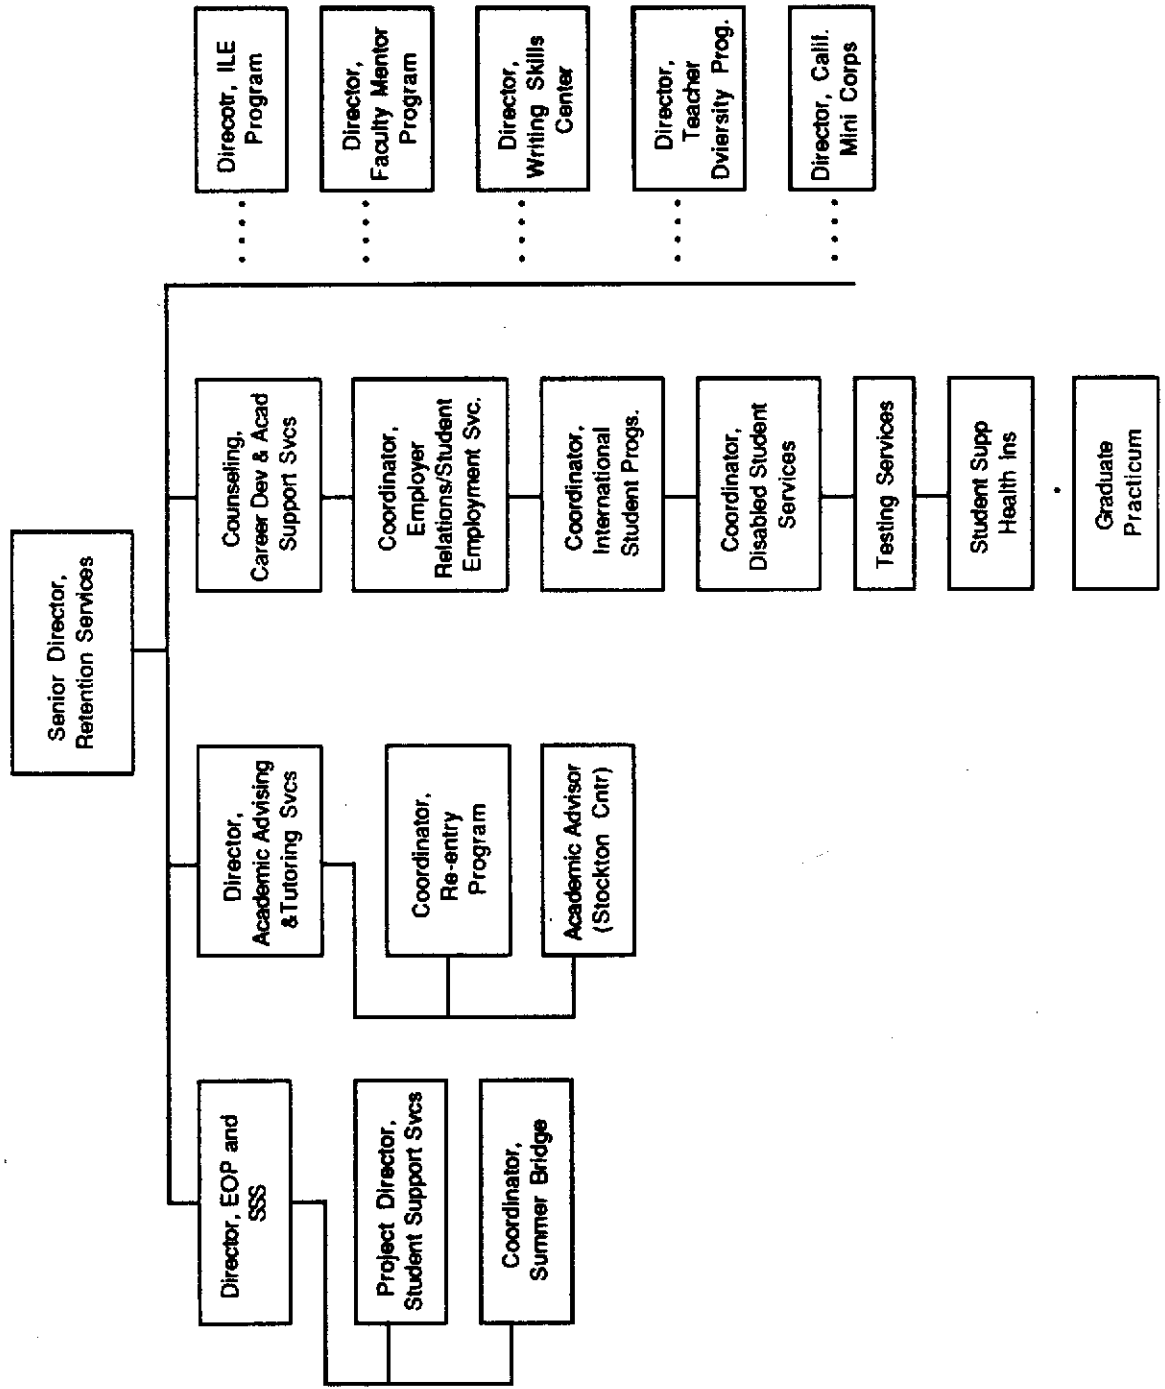 Senior Director,
Retention Services
Director, EOP and
SSS
Project Director,
Student Support Svcs
Coordinator,
Summer Bridge
Director,
Academic Advising
&Tutoring Svcs
Coordinator,
Re-entry
Program
Academic Advisor
(Stockton Cntr)
Counseling,
Career Dev & Acad
Support Svcs
Coordinator,
Employer
Relations/Student
Employment Svc.
Coordinator,
International
Student Progs.
Coordinator,
Disabled Student
Services
Testing Services
Student Supp
Health Ins
Graduate
Practicum
Direcotr, ILE
Program
Director,
Faculty Mentor
Program
Director,
Writing Skills
Center
Director,
Teacher
Dviersity Prog.
Director, Calif.
Mini Corps